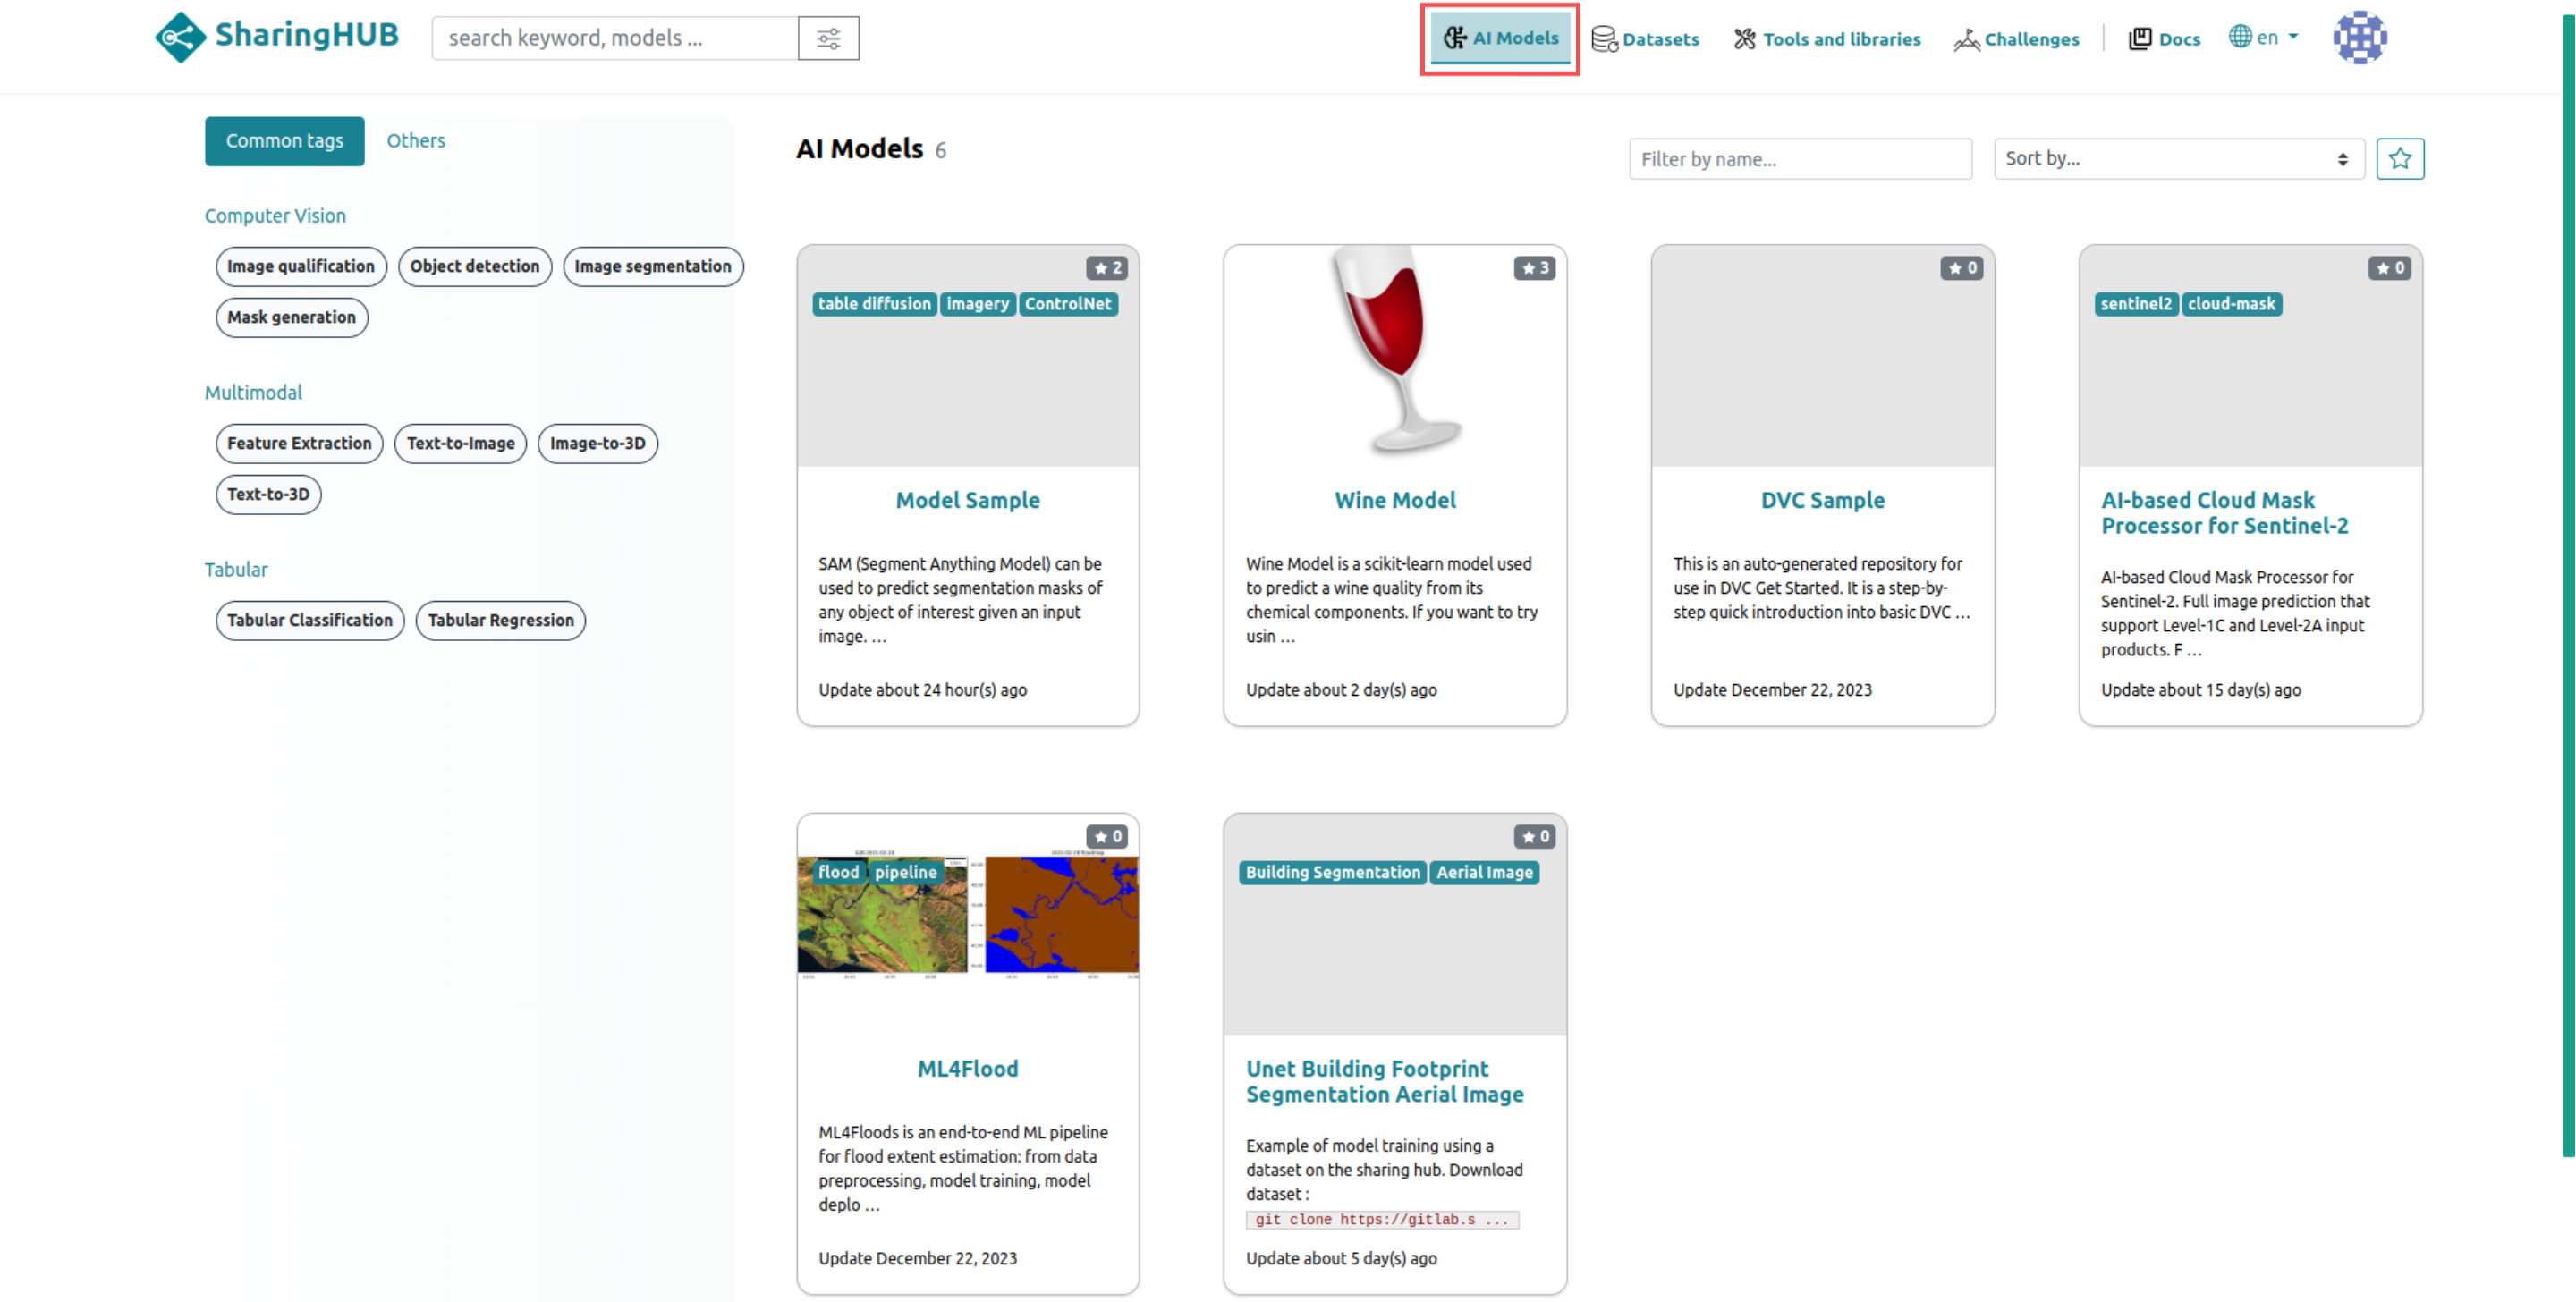 SharingHUB
search keyword, models ...
AI Models
Datasets
Tools and libraries
Challenges
Docs
en
Common tags
Others
Computer Vision
Image qualification
Object detection
Image segmentation
Mask generation
Multimodal
Feature Extraction
Text-to-Image
Image-to-3D
Text-to-3D
Tabular
Tabular Classification
Tabular Regression
AI Models 6
Filter by name...
Sort by...
2
table diffusion imagery ControlNet
Model Sample
SAM (Segment Anything Model) can be
used to predict segmentation masks of
any object of interest given an input
image. ...
Update about 24 hour(s) ago
3
Wine Model
Wine Model is a scikit-learn model used
to predict a wine quality from its
chemical components. If you want to try
usin ...
Update about 2 day(s) ago
0
DVC Sample
This is an auto-generated repository for
use in DVC Get Started. It is a step-by-
step quick introduction into basic DVC ...
Update December 22, 2023
0
sentinel2 cloud-mask
AI-based Cloud Mask
Processor for Sentinel-2
AI-based Cloud Mask Processor for
Sentinel-2. Full image prediction that
support Level-1C and Level-2A input
products. F ...
Update about 15 day(s) ago
0
flood pipeline
ML4Flood
ML4Floods is an end-to-end ML pipeline
for flood extent estimation: from data
preprocessing, model training, model
deplo ...
Update December 22, 2023
0
Building Segmentation Aerial Image
Unet Building Footprint
Segmentation Aerial Image
Example of model training using a
dataset on the sharing hub. Download
dataset :
git clone https://gitlab.s ...
Update about 5 day(s) ago